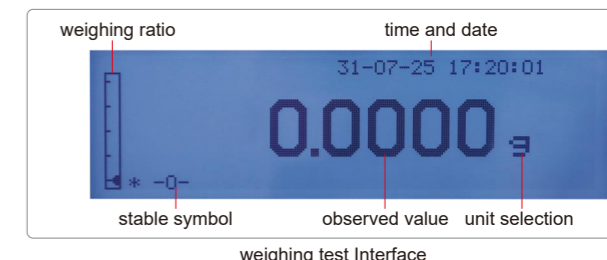 weighing ratio time and date
31-07-25 17:20:01
0.0000 g
* -0-
stable symbol observed value unit selection
weighing test Interface